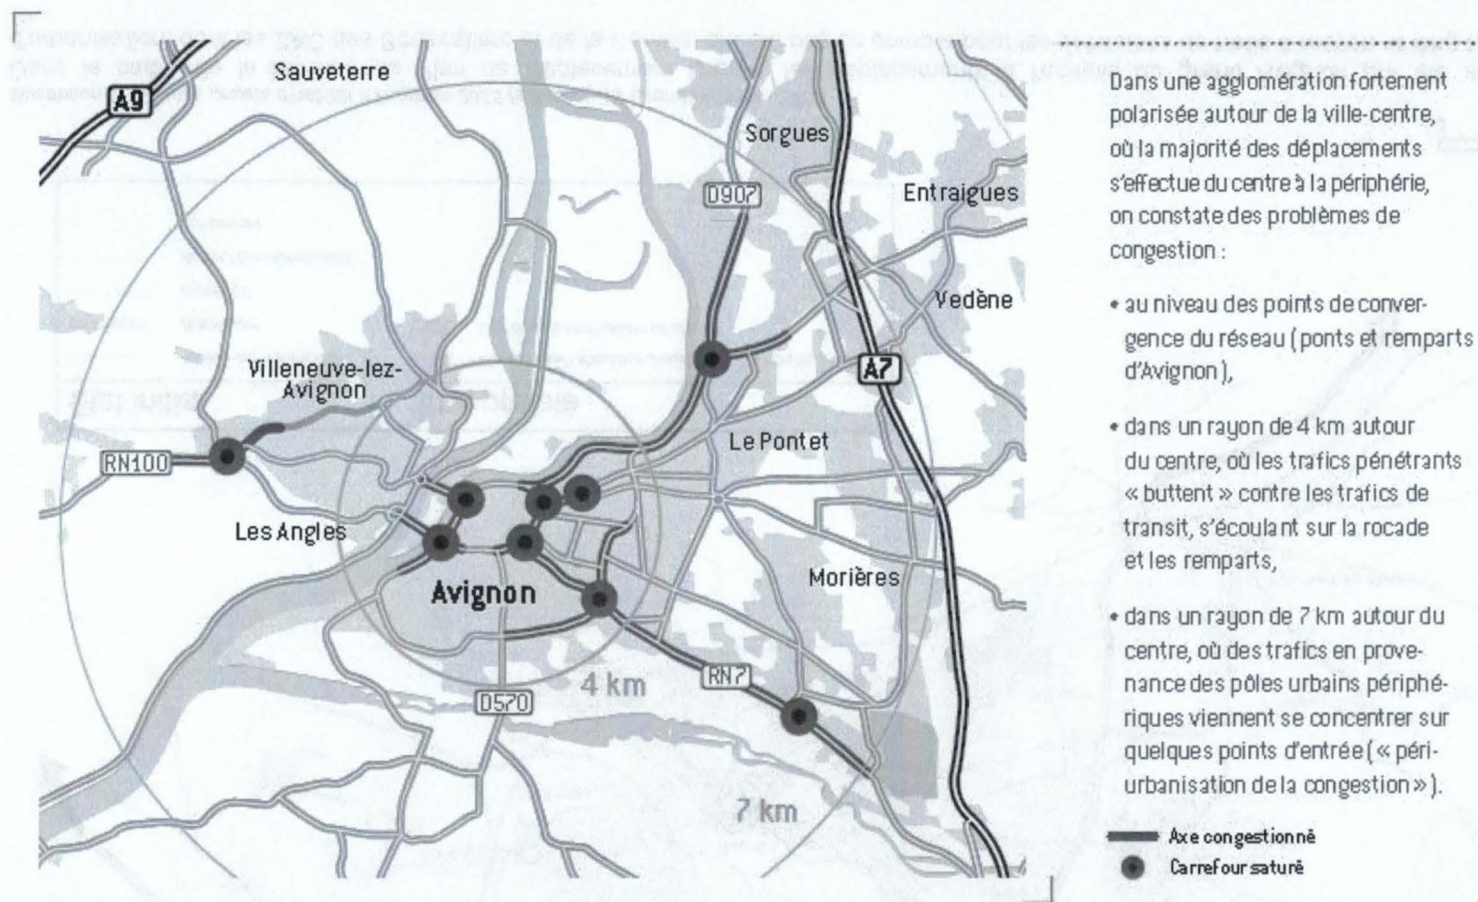 Sauveterre
A9
Sorgues
D907
Entraigues
Vedène
Villeneuve-lez-
Avignon
A7
RN100
Le Pontet
Les Angles
Avignon
Morières
4 km
RN7
D570
7 km
Dans une agglomération fortement
polarisée autour de la ville-centre,
où la majorité des déplacements
s'effectue du centre à la périphérie,
on constate des problèmes de
congestion :
• au niveau des points de conver-
gence du réseau (ponts et remparts
d'Avignon),
• dans un rayon de 4 km autour
du centre, où les trafics pénétrants
« buttent » contre les trafics de
transit, s'écoulant sur la rocade
et les remparts,
• dans un rayon de 7 km autour du
centre, où des trafics en prove-
nance des pôles urbains périphé-
riques viennent se concentrer sur
quelques points d'entrée (« péri-
urbanisation de la congestion »).
Axe congestionné
Carrefour saturé